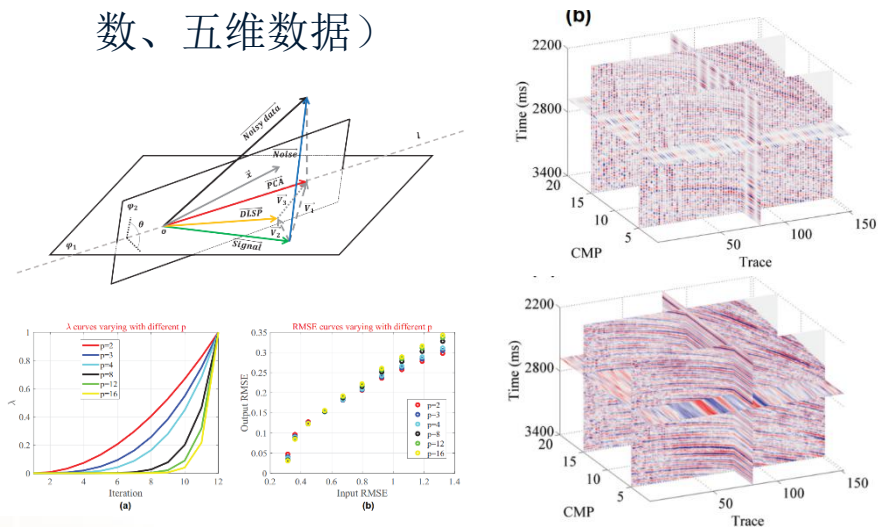 数、五维数据）
Noisy data
Noise
x
PCA
V₃
V₁
DLSP
V₂
Signal
l
φ₂
θ
φ₁
o
λ curves varying with different p
1
0.8
0.6
0.4
0.2
0
λ
p=2
p=3
p=4
p=8
p=12
p=16
2 4 6 8 10 12
Iteration
(a)
RMSE curves varying with different p
0.35
0.3
0.25
0.2
0.15
0.1
0.05
0
Output RMSE
p=2
p=3
p=4
p=8
p=12
p=16
0.2 0.4 0.6 0.8 1 1.2 1.4
Input RMSE
(b)
(b)
2200
2800
3400
Time (ms)
20
15
10
5
CMP
50
100
150
Trace
2200
2800
3400
Time (ms)
20
15
10
5
CMP
50
100
150
Trace